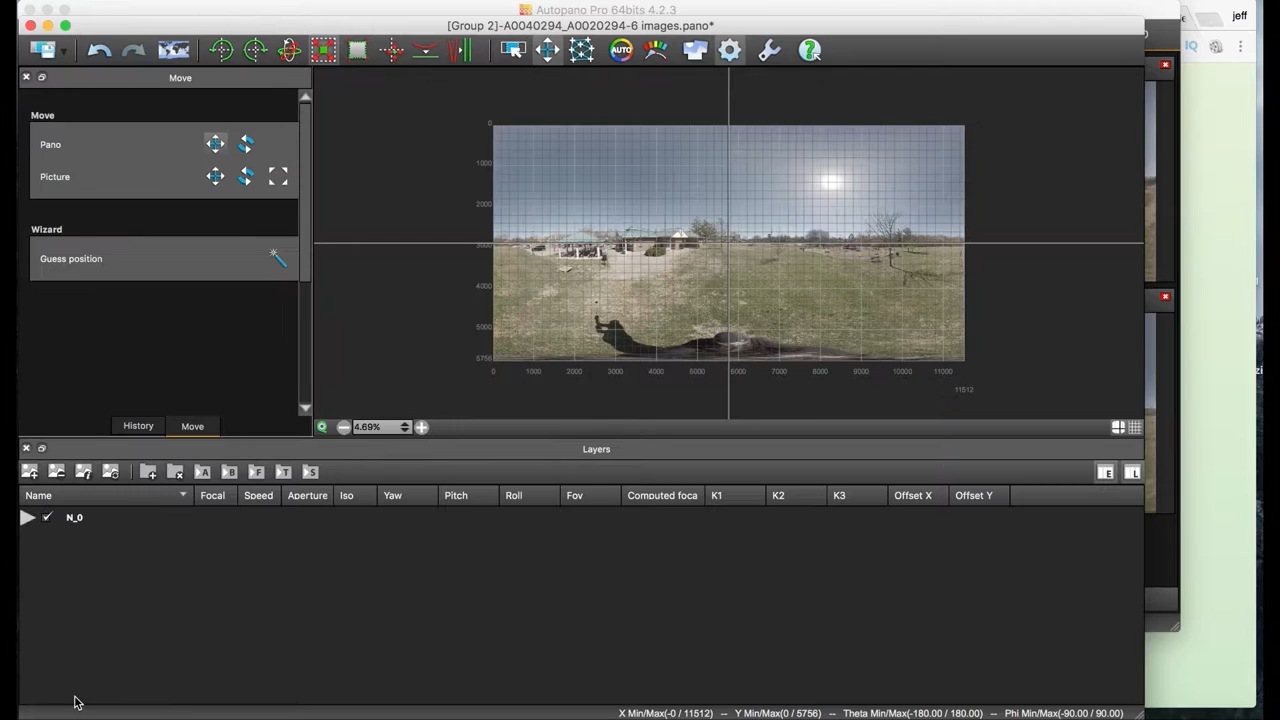 Autopano Pro 64bits 4.2.3
jeff
[Group 2]-A0040294_A0020294-6 images.pano*
AUTO
IQ
Move
Move
Pano
Picture
Wizard
Guess position
0
1000
2000
3000
4000
5000
5756
0 1000 2000 3000 4000 5000 6000 7000 8000 9000 10000 11000
11512
History Move
4.69%
Layers
A B F T S
E L
Name Focal Speed Aperture Iso Yaw Pitch Roll Fov Computed foca K1 K2 K3 Offset X Offset Y
N_0
X Min/Max(-0 / 11512) -- Y Min/Max(0 / 5756) -- Theta Min/Max(-180.00 / 180.00) -- Phi Min/Max(-90.00 / 90.00)